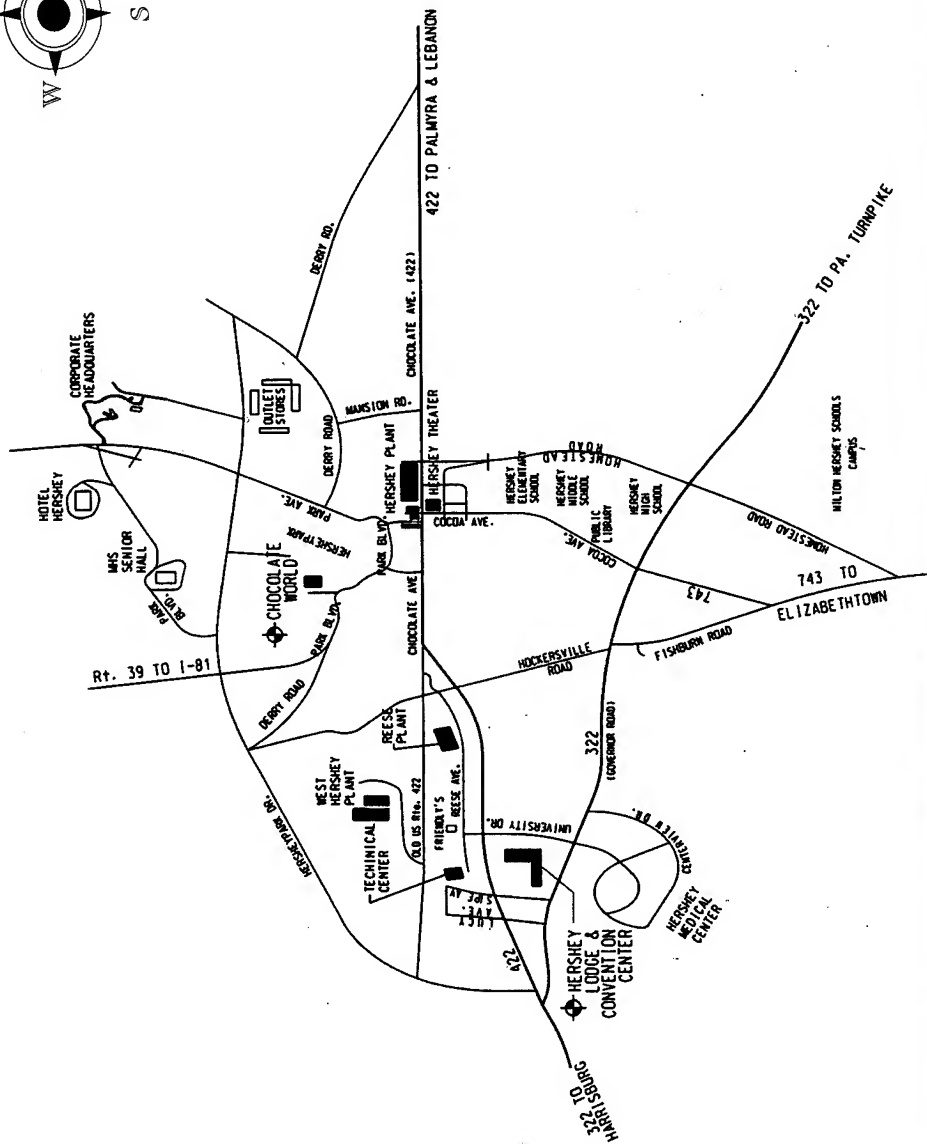 W
S
CORPORATE
HEADQUARTERS
HOTEL
HERSHEY
MHS
SENIOR
HALL
PARK
BLVD.
Rt. 39 TO I-81
HERSHEYPARK DR.
DERRY RD.
OUTLET
STORES
DERRY ROAD
MANSION RD.
PARK AVE.
HERSHEYPARK
CHOCOLATE
WORLD
PARK BLVD.
PARK BLVD.
DERRY ROAD
HERSHEY PLANT
HERSHEY THEATER
CHOCOLATE AVE. (422)
422 TO PALMYRA & LEBANON
CHOCOLATE AVE.
COCOA AVE.
REESE
PLANT
WEST
HERSHEY
PLANT
TECHINICAL
CENTER
OLD US Rte. 422
FRIENDLY'S
REESE AVE.
UNIVERSITY DR.
LUCY
AVE.
SIPE AV
422
HERSHEY
LODGE &
CONVENTION
CENTER
322 TO
HARRISBURG
HERSHEY
MEDICAL
CENTER
CENTERVIEW DR.
322
(GOVERNOR ROAD)
HOCKERSVILLE
ROAD
FISHBURN ROAD
743
743 TO
ELIZABETHTOWN
COCOA AVE.
PUBLIC
LIBRARY
HERSHEY
ELEMENTARY
SCHOOL
HERSHEY
MIDDLE
SCHOOL
HERSHEY
HIGH
SCHOOL
HOMESTEAD
ROAD
HOMESTEAD ROAD
MILTON HERSHEY SCHOOLS
CAMPUS
322 TO PA. TURNPIKE